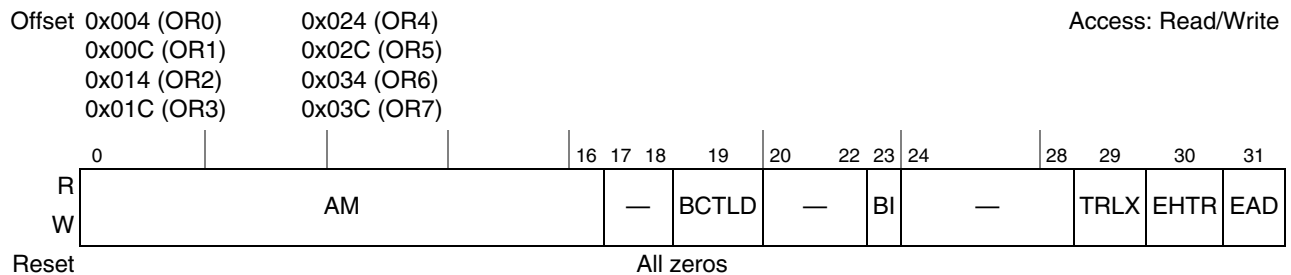 Offset 0x004 (OR0) 0x024 (OR4) Access: Read/Write
0x00C (OR1) 0x02C (OR5)
0x014 (OR2) 0x034 (OR6)
0x01C (OR3) 0x03C (OR7)
0 16 17 18 19 20 22 23 24 28 29 30 31
R
AM — BCTLD — BI — TRLX EHTR EAD
W
Reset All zeros